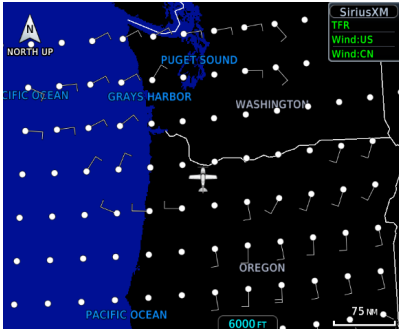 SiriusXM
TFR
Wind:US
Wind:CN
N
NORTH UP
PUGET SOUND
CIFIC OCEAN
GRAYS HARBOR
WASHINGTON
OREGON
PACIFIC OCEAN
75 NM
6000 FT